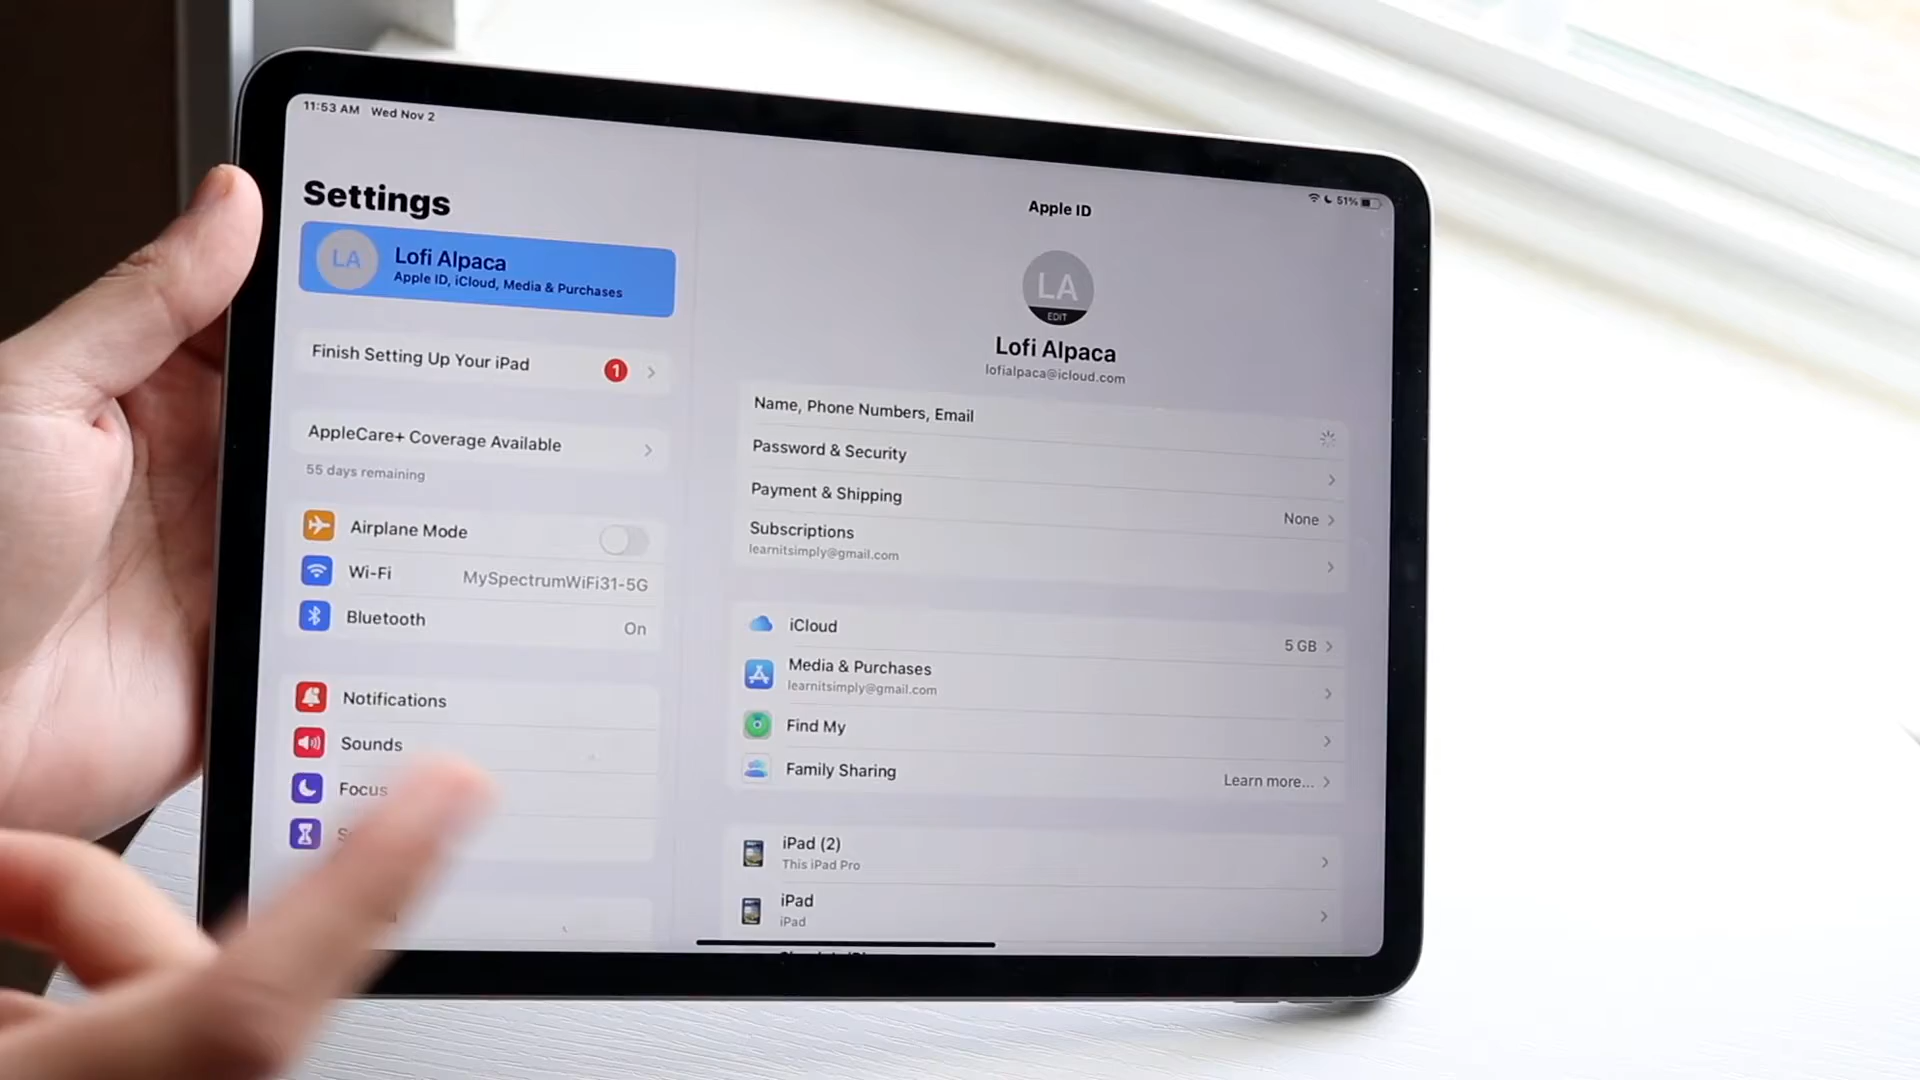 11:53 AM Wed Nov 2
51%
Settings
LA
Lofi Alpaca
Apple ID, iCloud, Media & Purchases
Finish Setting Up Your iPad
1
AppleCare+ Coverage Available
55 days remaining
Airplane Mode
Wi-Fi MySpectrumWiFi31-5G
Bluetooth On
Notifications
Sounds
Focus
Apple ID
LA
EDIT
Lofi Alpaca
lofialpaca@icloud.com
Name, Phone Numbers, Email
Password & Security
Payment & Shipping None
Subscriptions
learnitsimply@gmail.com
iCloud 5 GB
Media & Purchases
learnitsimply@gmail.com
Find My
Family Sharing Learn more...
iPad (2)
This iPad Pro
iPad
iPad